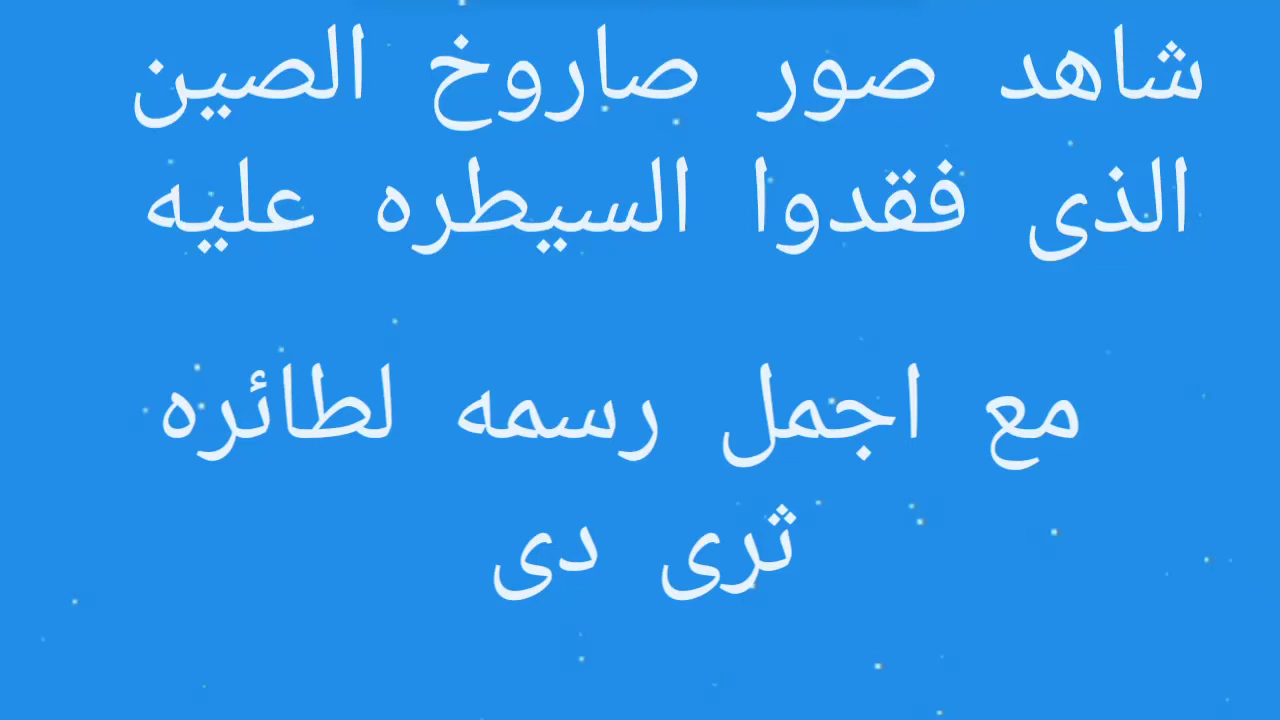 شاهد صور صاروخ الصين
الذى فقدوا السيطره عليه
مع اجمل رسمه لطائره
ثرى دى